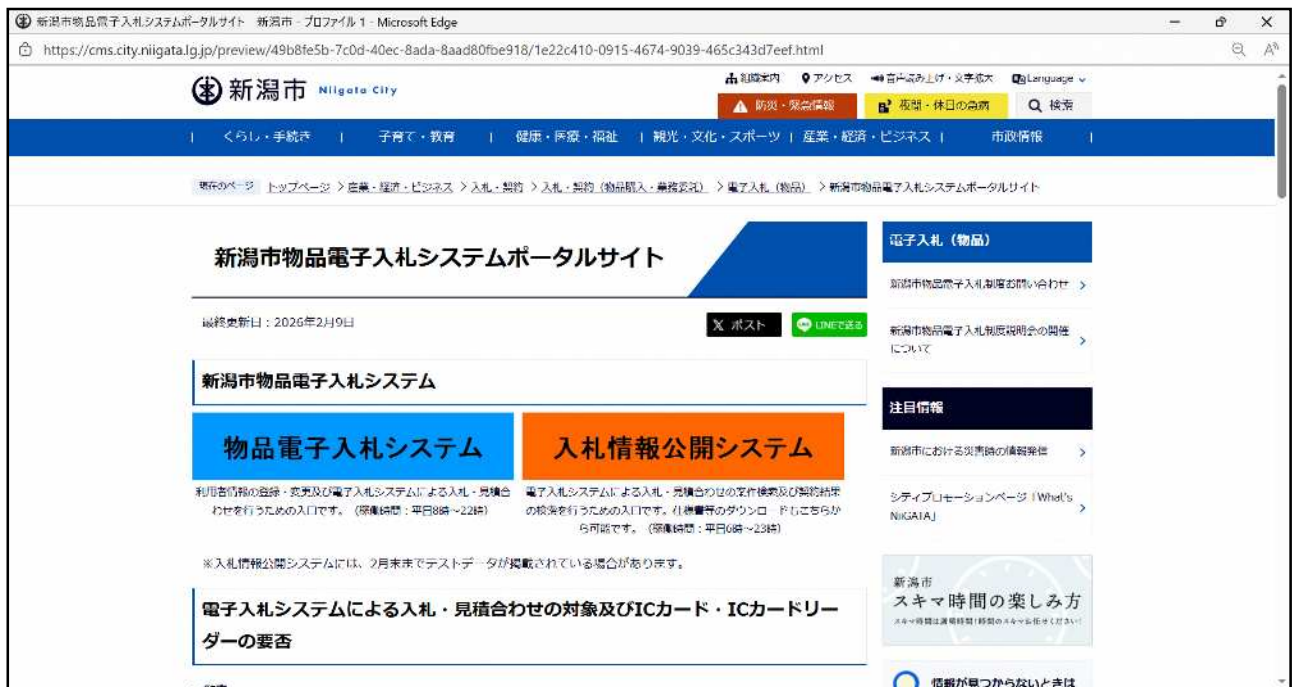 新潟市物品電子入札システムポータルサイト 新潟市 - プロファイル 1 - Microsoft Edge
https://cms.city.niigata.lg.jp/preview/49b8fe5b-7c0d-40ec-8ada-8aad80fbe918/1e22c410-0915-4674-9039-465c343d7eef.html
新潟市 Niigata City
組織案内 アクセス 音声読み上げ・文字拡大 Language
防災・緊急情報 夜間・休日の急病 検索
くらし・手続き | 子育て・教育 | 健康・医療・福祉 | 観光・文化・スポーツ | 産業・経済・ビジネス | 市政情報
現在のページ トップページ > 産業・経済・ビジネス > 入札・契約 > 入札・契約(物品購入・業務委託) > 電子入札(物品) > 新潟市物品電子入札システムポータルサイト
新潟市物品電子入札システムポータルサイト
最終更新日:2026年2月9日
ポスト LINEで送る
新潟市物品電子入札システム
物品電子入札システム
利用者情報の登録・変更及び電子入札システムによる入札・見積合
わせを行うための入口です。(稼働時間:平日8時~22時)
入札情報公開システム
電子入札システムによる入札・見積合わせの案件検索及び契約結果
の検索を行うための入口です。仕様書等のダウンロードもこちらか
ら可能です。(稼働時間:平日6時~23時)
※入札情報公開システムには、2月末までテストデータが掲載されている場合があります。
電子入札システムによる入札・見積合わせの対象及びICカード・ICカードリー
ダーの要否
電子入札(物品)
新潟市物品電子入札制度お問い合わせ
新潟市物品電子入札制度説明会の開催
について
注目情報
新潟市における災害時の情報発信
シティプロモーションページ「What's
NIIGATA」
新潟市
スキマ時間の楽しみ方
情報が見つからないときは